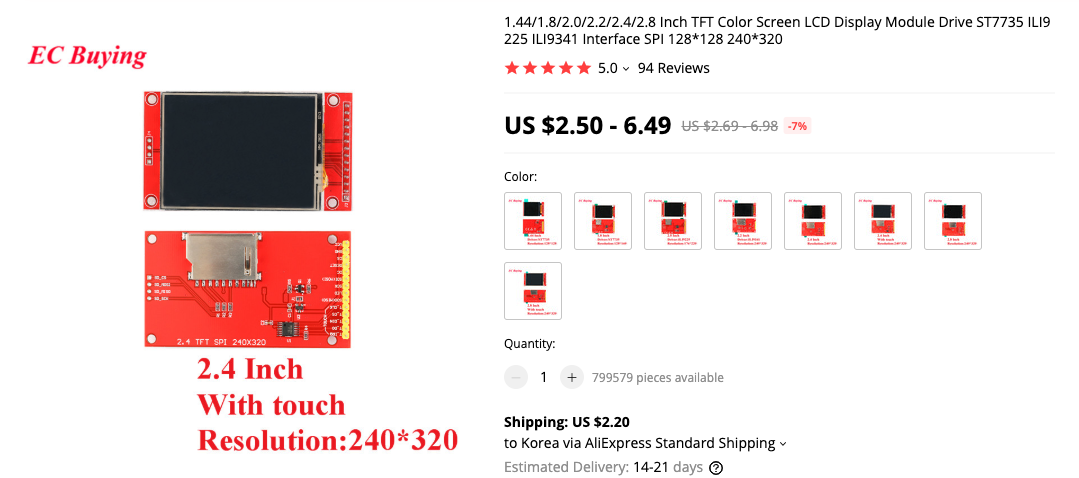 EC Buying
2.4 TFT SPI 240X320
2.4 Inch
With touch
Resolution:240*320
1.44/1.8/2.0/2.2/2.4/2.8 Inch TFT Color Screen LCD Display Module Drive ST7735 ILI9
225 ILI9341 Interface SPI 128*128 240*320
5.0 94 Reviews
US $2.50 - 6.49 US $2.69 - 6.98 -7%
Color:
Quantity:
− 1 + 799579 pieces available
Shipping: US $2.20
to Korea via AliExpress Standard Shipping
Estimated Delivery: 14-21 days ?